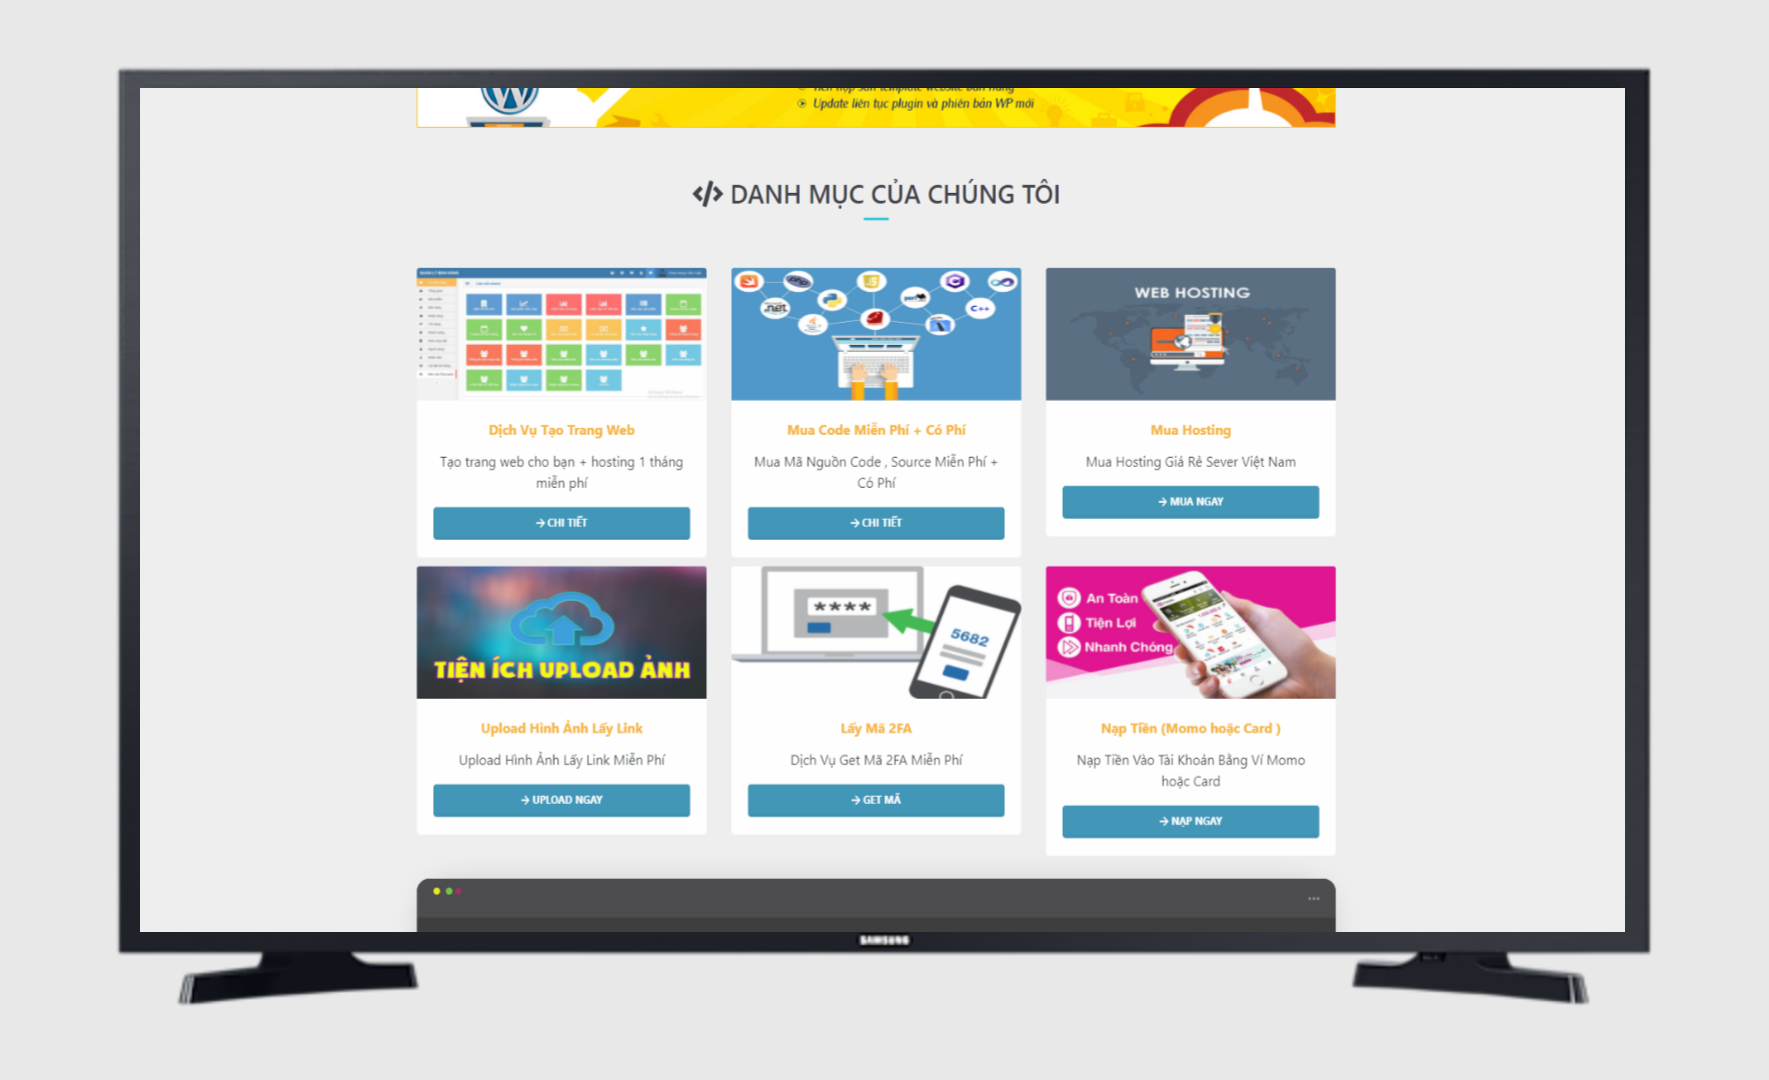 Update liên tục plugin và phiên bản WP mới
</> DANH MỤC CỦA CHÚNG TÔI
Dịch Vụ Tạo Trang Web
Tạo trang web cho bạn + hosting 1 tháng
miễn phí
→ CHI TIẾT
php
JS
C
.net
perl
C++
Mua Code Miễn Phí + Có Phí
Mua Mã Nguồn Code , Source Miễn Phí +
Có Phí
→ CHI TIẾT
WEB HOSTING
Mua Hosting
Mua Hosting Giá Rẻ Sever Việt Nam
→ MUA NGAY
TIỆN ÍCH UPLOAD ẢNH
Upload Hình Ảnh Lấy Link
Upload Hình Ảnh Lấy Link Miễn Phí
→ UPLOAD NGAY
****
5682
Lấy Mã 2FA
Dịch Vụ Get Mã 2FA Miễn Phí
→ GET MÃ
An Toàn
Tiện Lợi
Nhanh Chóng
Nạp Tiền (Momo hoặc Card )
Nạp Tiền Vào Tài Khoản Bằng Ví Momo
hoặc Card
→ NẠP NGAY
SAMSUNG